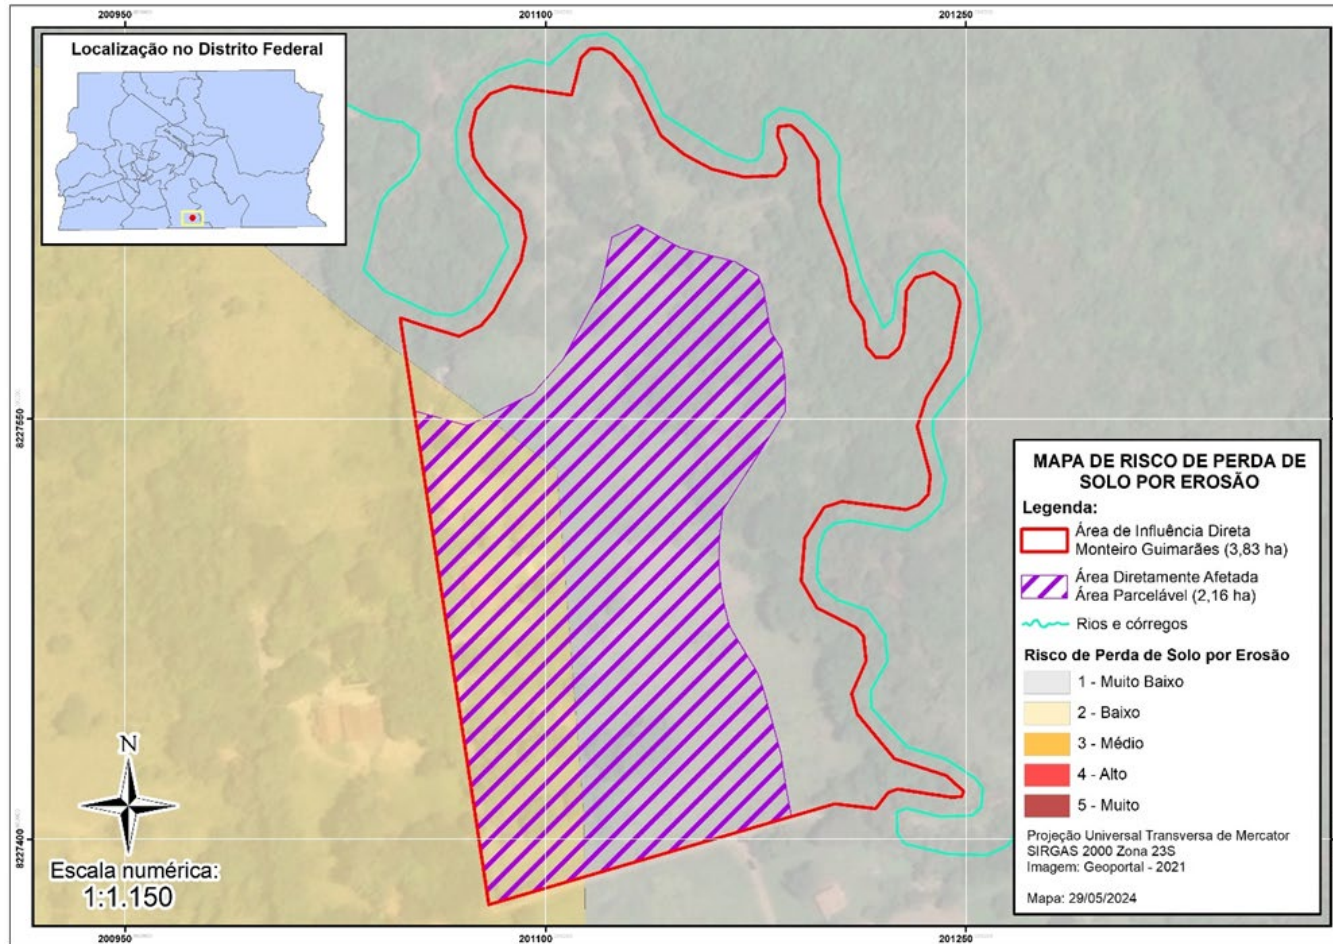 200950
201100
201250
Localização no Distrito Federal
8227550
8227400
N
Escala numérica:
1:1.150
MAPA DE RISCO DE PERDA DE
SOLO POR EROSÃO
Legenda:
Área de Influência Direta
Monteiro Guimarães (3,83 ha)
Área Diretamente Afetada
Área Parcelável (2,16 ha)
Rios e córregos
Risco de Perda de Solo por Erosão
1 - Muito Baixo
2 - Baixo
3 - Médio
4 - Alto
5 - Muito
Projeção Universal Transversa de Mercator
SIRGAS 2000 Zona 23S
Imagem: Geoportal - 2021
Mapa: 29/05/2024
200950
201100
201250